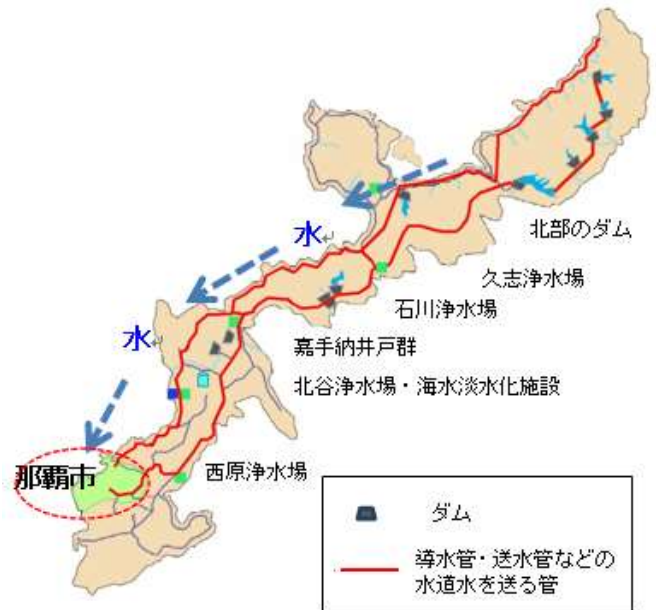 水
水
北部のダム
久志浄水場
石川浄水場
嘉手納井戸群
北谷浄水場・海水淡水化施設
那覇市
西原浄水場
ダム
導水管・送水管などの
水道水を送る管